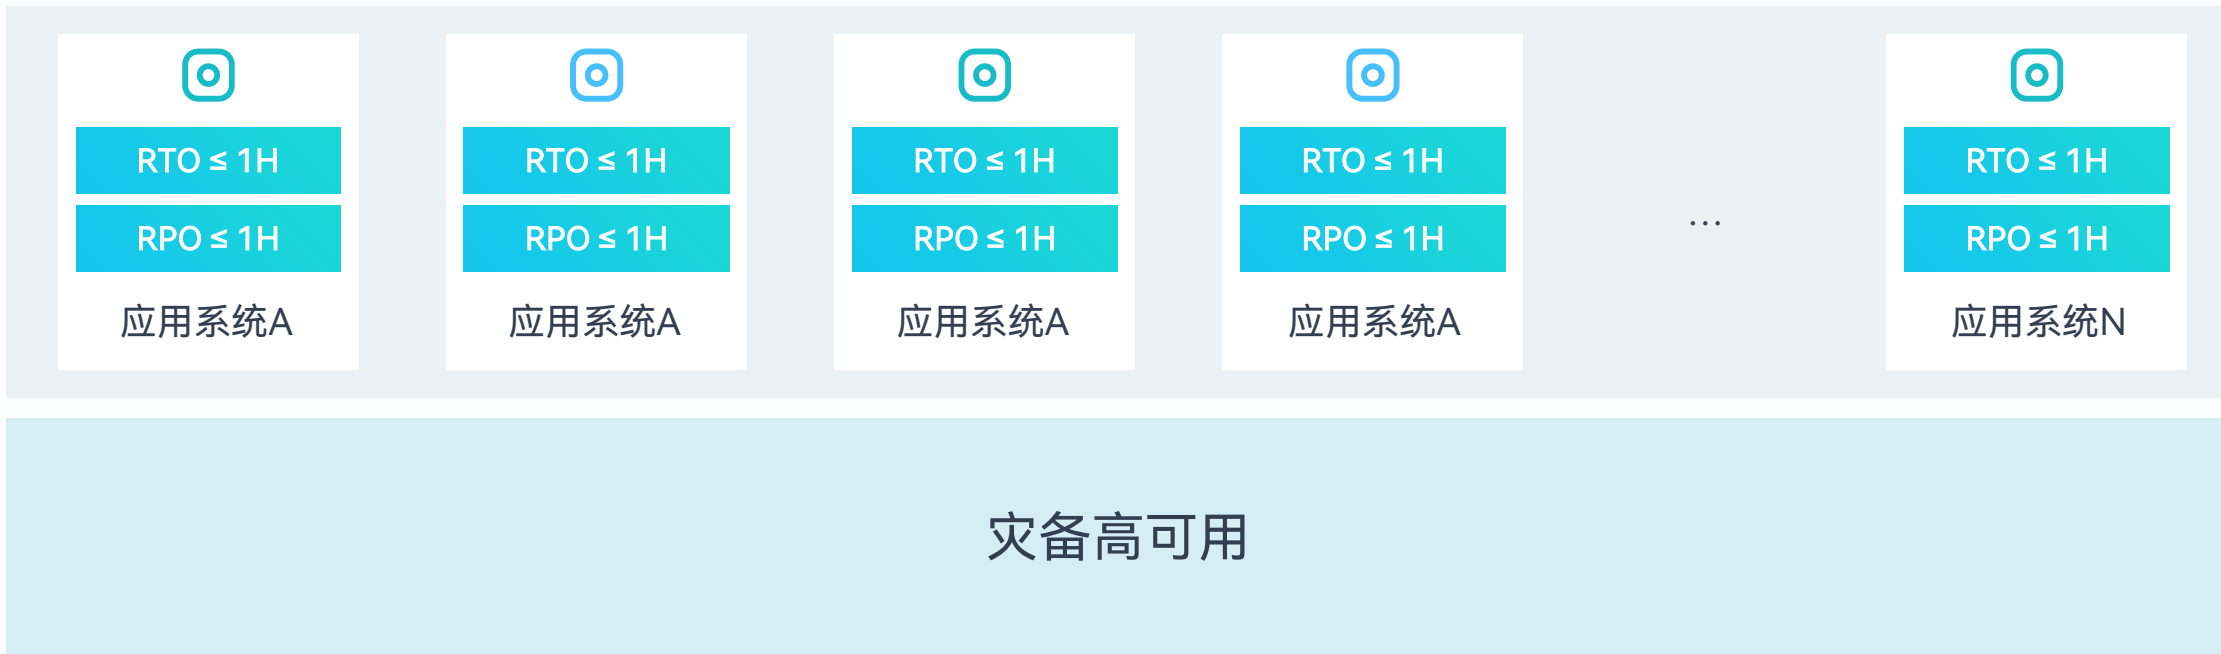 RTO ≤ 1H
RPO ≤ 1H
应用系统A
RTO ≤ 1H
RPO ≤ 1H
应用系统A
RTO ≤ 1H
RPO ≤ 1H
应用系统A
RTO ≤ 1H
RPO ≤ 1H
应用系统A
...
RTO ≤ 1H
RPO ≤ 1H
应用系统N
灾备高可用